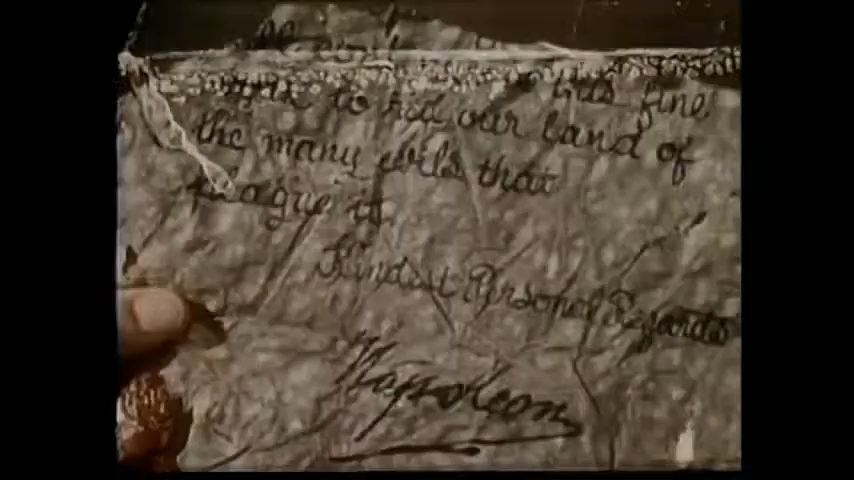 this fine
to rid our land of
the many evils that
plague it.
Kindest Personal Regards
Napoleon